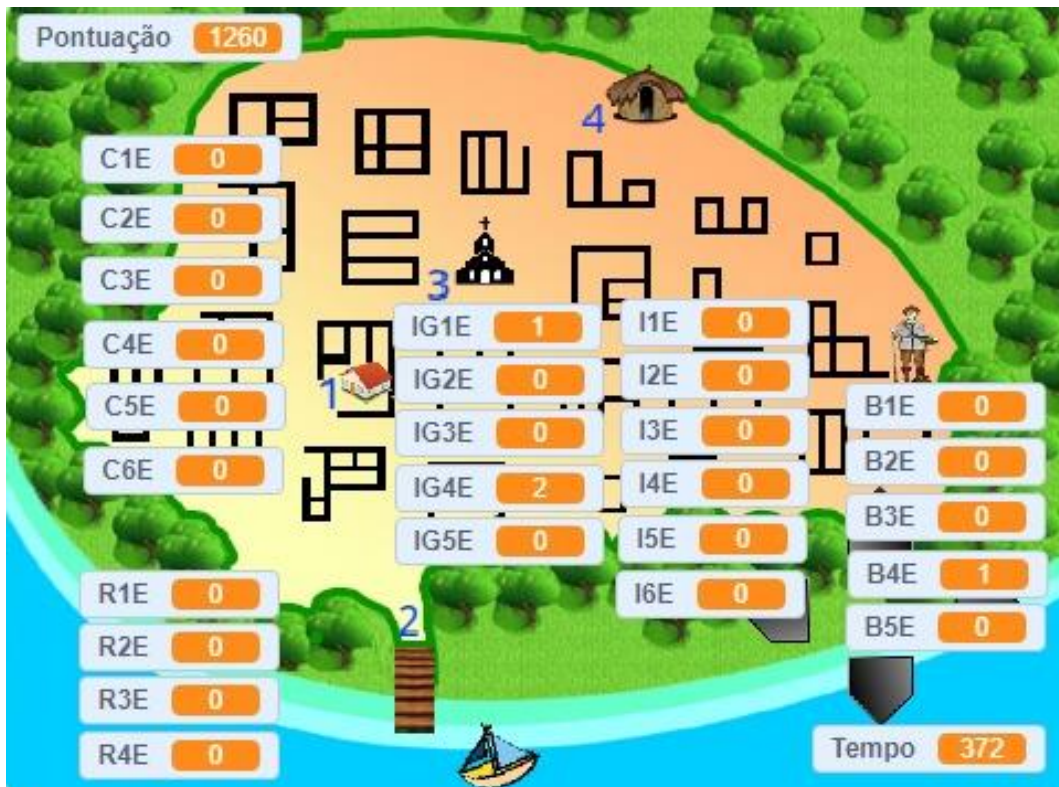 Pontuação 1260
4
C1E 0
C2E 0
C3E 0
C4E 0
C5E 0
C6E 0
3
1
IG1E 1
IG2E 0
IG3E 0
IG4E 2
IG5E 0
I1E 0
I2E 0
I3E 0
I4E 0
I5E 0
I6E 0
B1E 0
B2E 0
B3E 0
B4E 1
B5E 0
2
R1E 0
R2E 0
R3E 0
R4E 0
Tempo 372